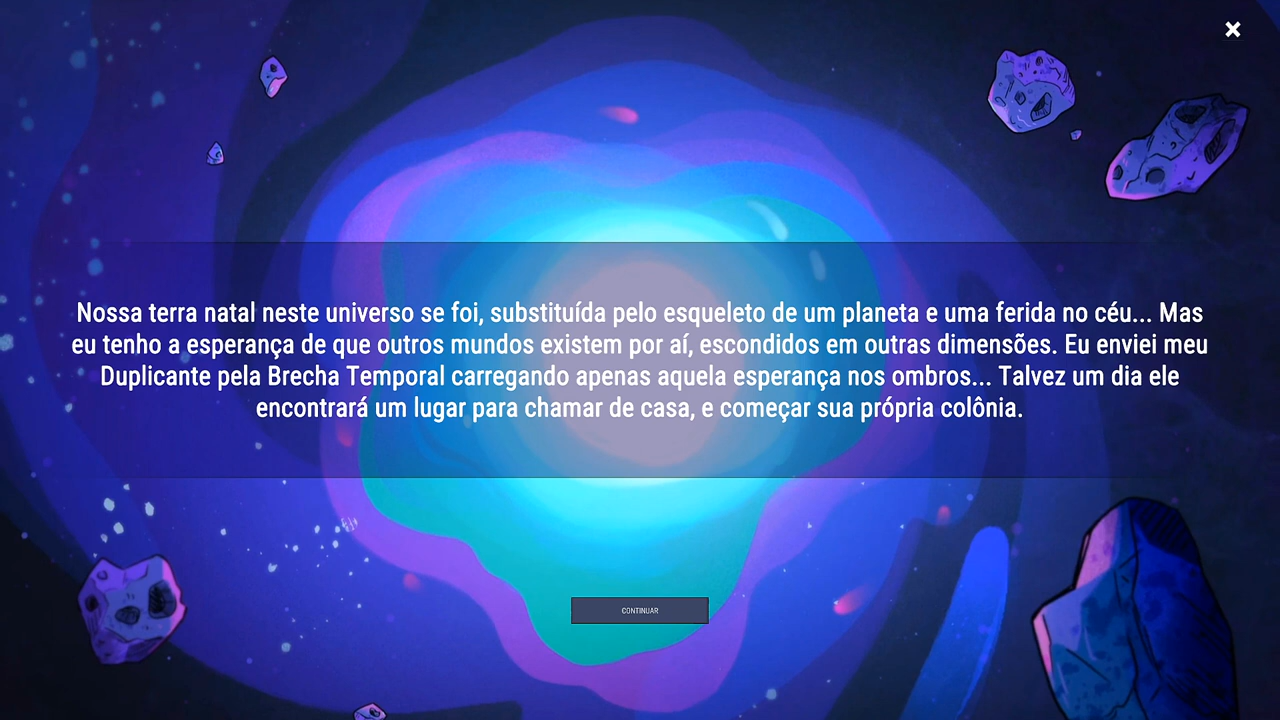 Nossa terra natal neste universo se foi, substituída pelo esqueleto de um planeta e uma ferida no céu... Mas
eu tenho a esperança de que outros mundos existem por aí, escondidos em outras dimensões. Eu enviei meu
Duplicante pela Brecha Temporal carregando apenas aquela esperança nos ombros... Talvez um dia ele
encontrará um lugar para chamar de casa, e começar sua própria colônia.
CONTINUAR